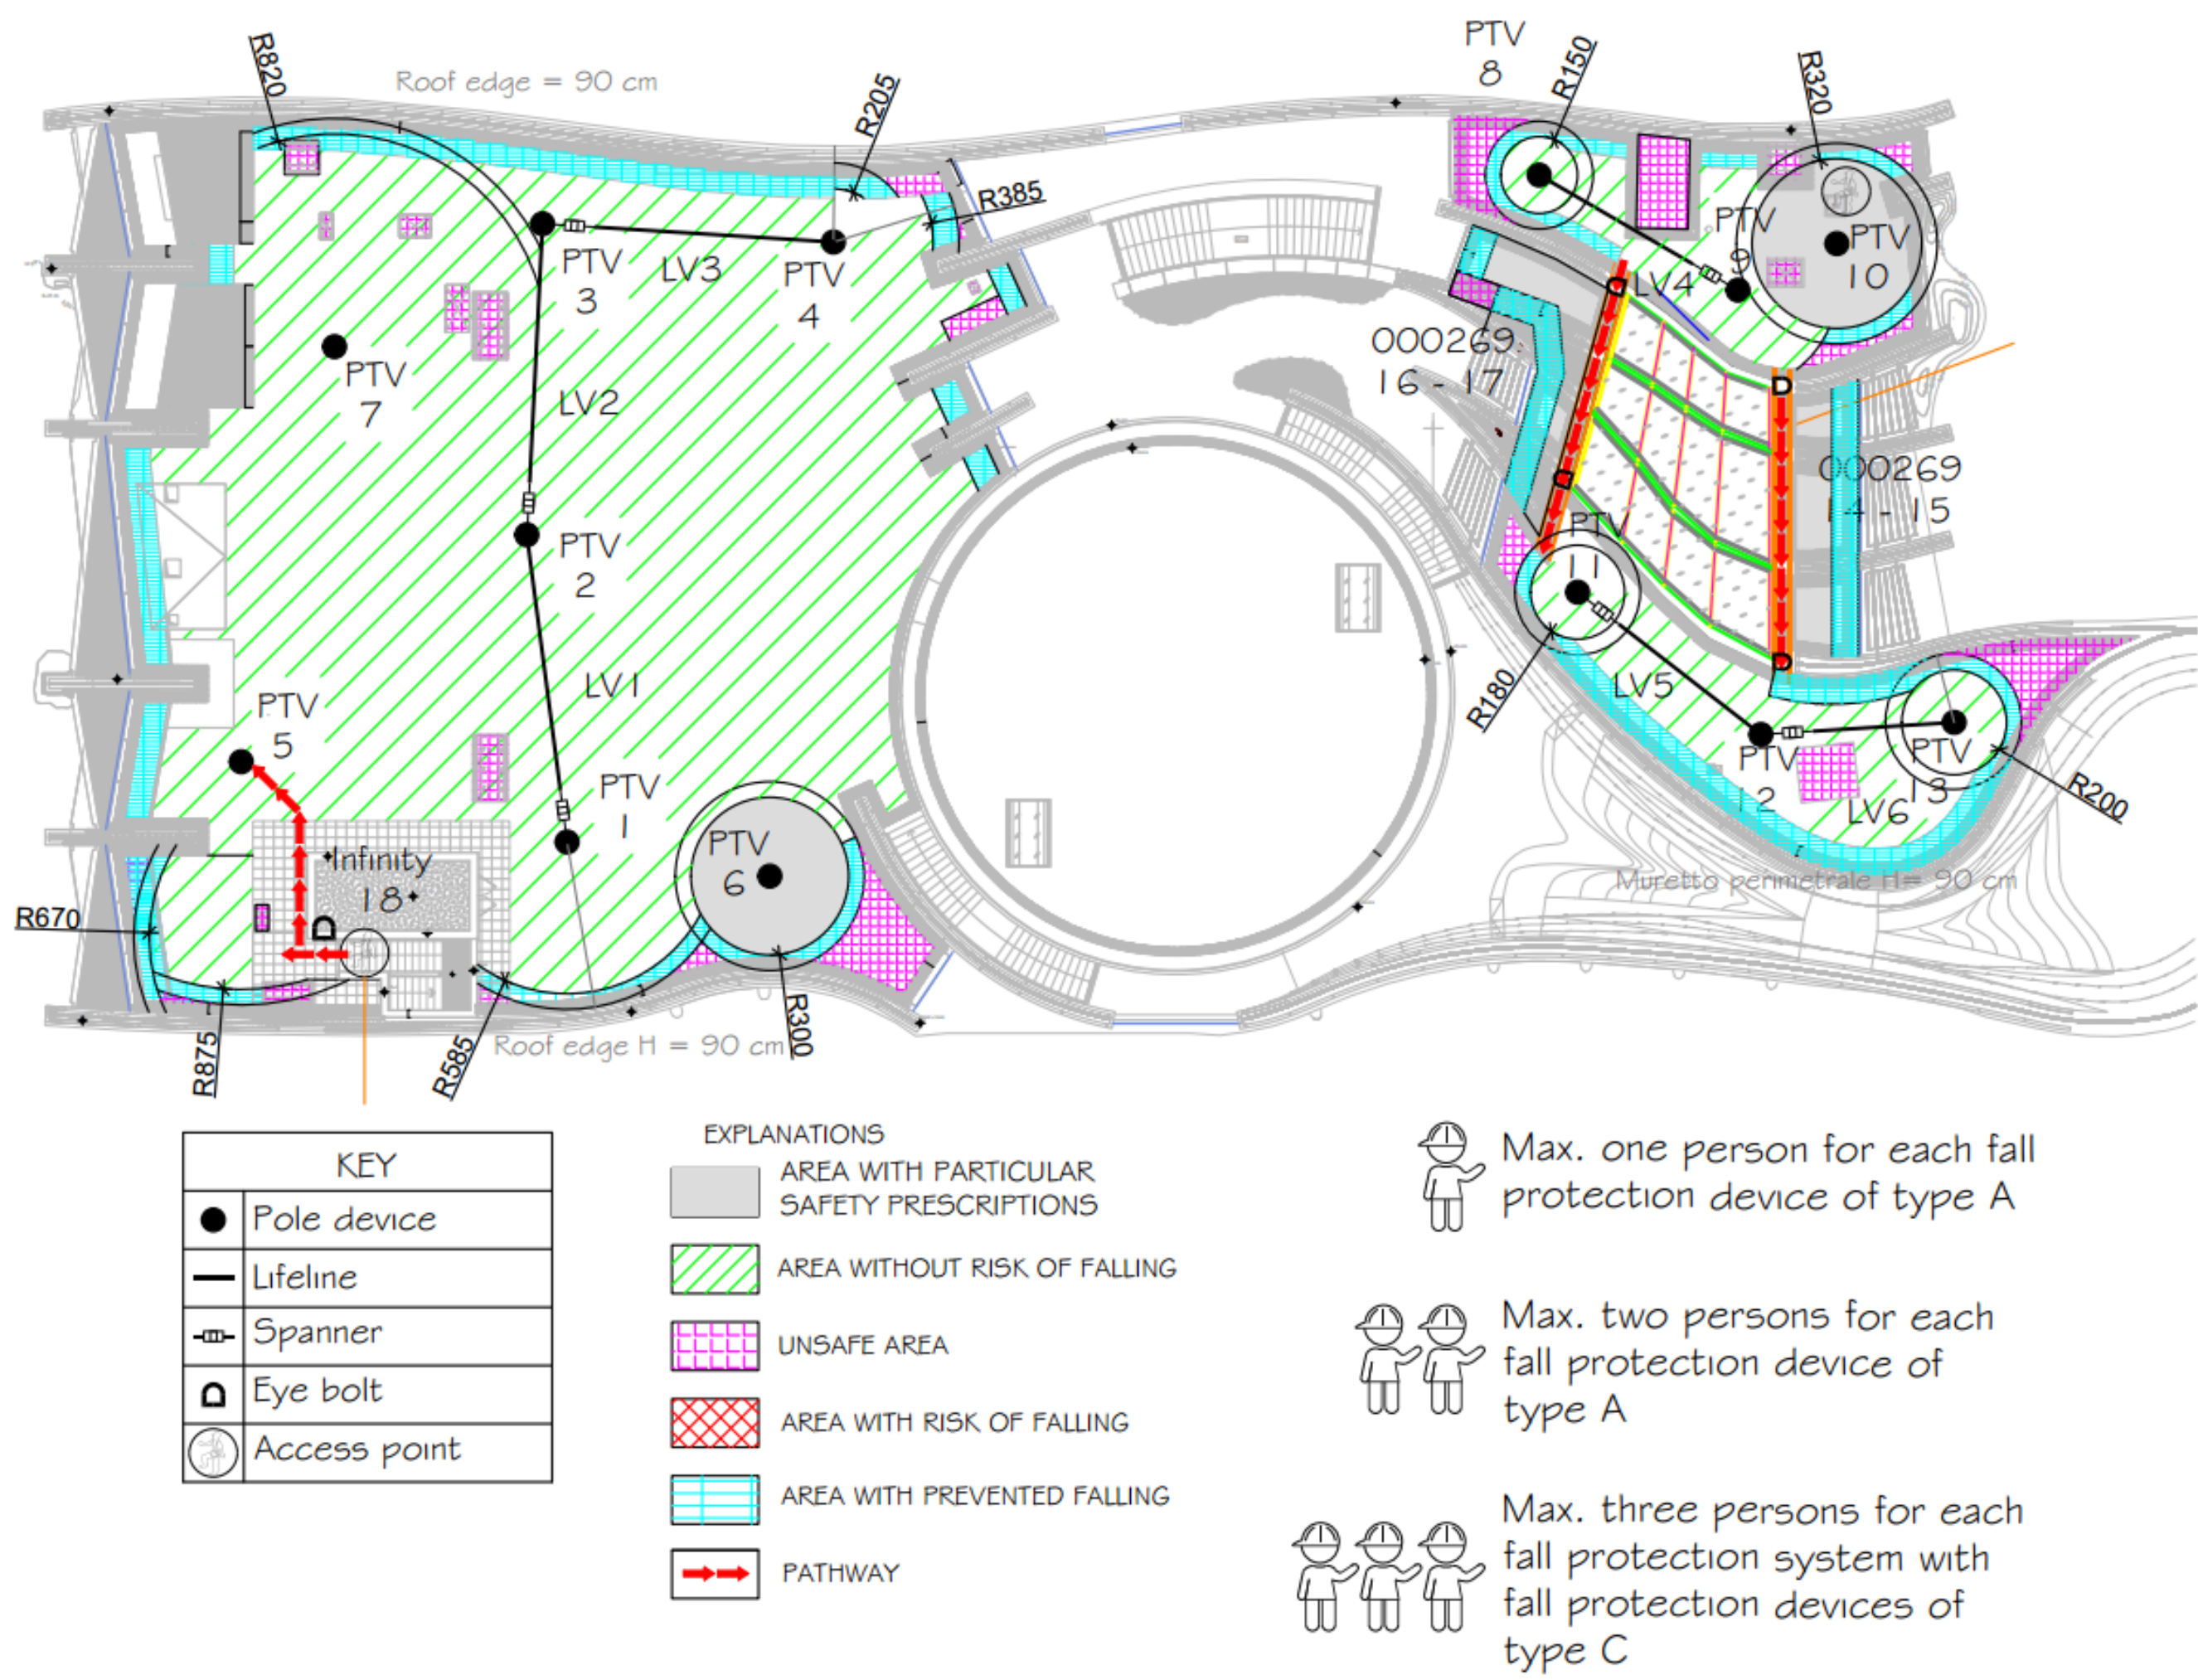 PTV
8
R820
Roof edge = 90 cm
R205
R150
R320
R385
PTV
3
LV3
PTV
4
PTV
9
LV4
PTV
10
PTV
7
LV2
000269
16 - 17
000269
14 - 15
PTV
2
PTV
11
PTV
5
LV1
LV5
R180
PTV
1
PTV
12
PTV
13
LV6
R200
PTV
6
Infinity
18
Muretto perimetrale H= 90 cm
R670
R875
R585
R300
Roof edge H = 90 cm
KEY
Pole device
Lifeline
Spanner
Eye bolt
Access point
EXPLANATIONS
AREA WITH PARTICULAR
SAFETY PRESCRIPTIONS
AREA WITHOUT RISK OF FALLING
UNSAFE AREA
AREA WITH RISK OF FALLING
AREA WITH PREVENTED FALLING
PATHWAY
Max. one person for each fall
protection device of type A
Max. two persons for each
fall protection device of
type A
Max. three persons for each
fall protection system with
fall protection devices of
type C